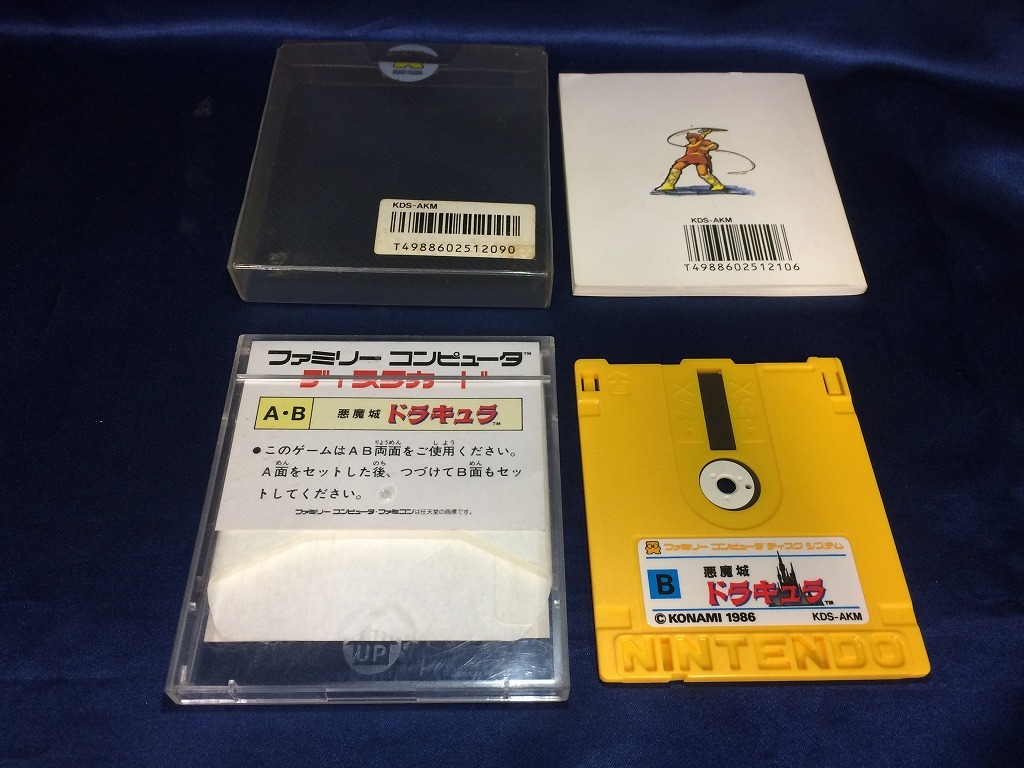 KDS-AKM
T4988602512090
KDS-AKM
T4988602512106
ファミリー コンピュータ™
ディスクカード
A・B
悪魔城
ドラキュラ™
●このゲームはAB両面をご使用ください。
A面をセットした後、つづけてB面もセッ
トしてください。
ファミリー コンピュータ・ファミコンは任天堂の商標です。
UP
ファミリー コンピュータ ディスク システム
B
悪魔城
ドラキュラ™
© KONAMI 1986
KDS-AKM
NINTENDO